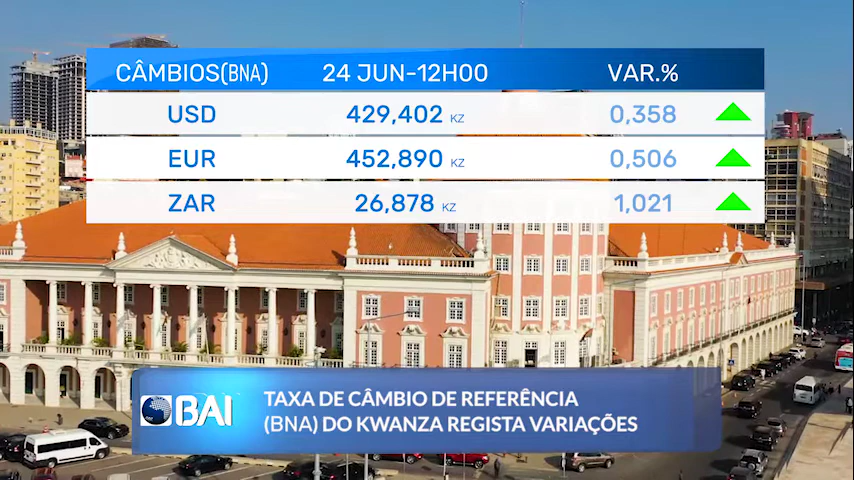 CÂMBIOS(BNA) 24 JUN-12H00 VAR.%
USD 429,402 KZ 0,358
EUR 452,890 KZ 0,506
ZAR 26,878 KZ 1,021
BAI TAXA DE CÂMBIO DE REFERÊNCIA
(BNA) DO KWANZA REGISTA VARIAÇÕES